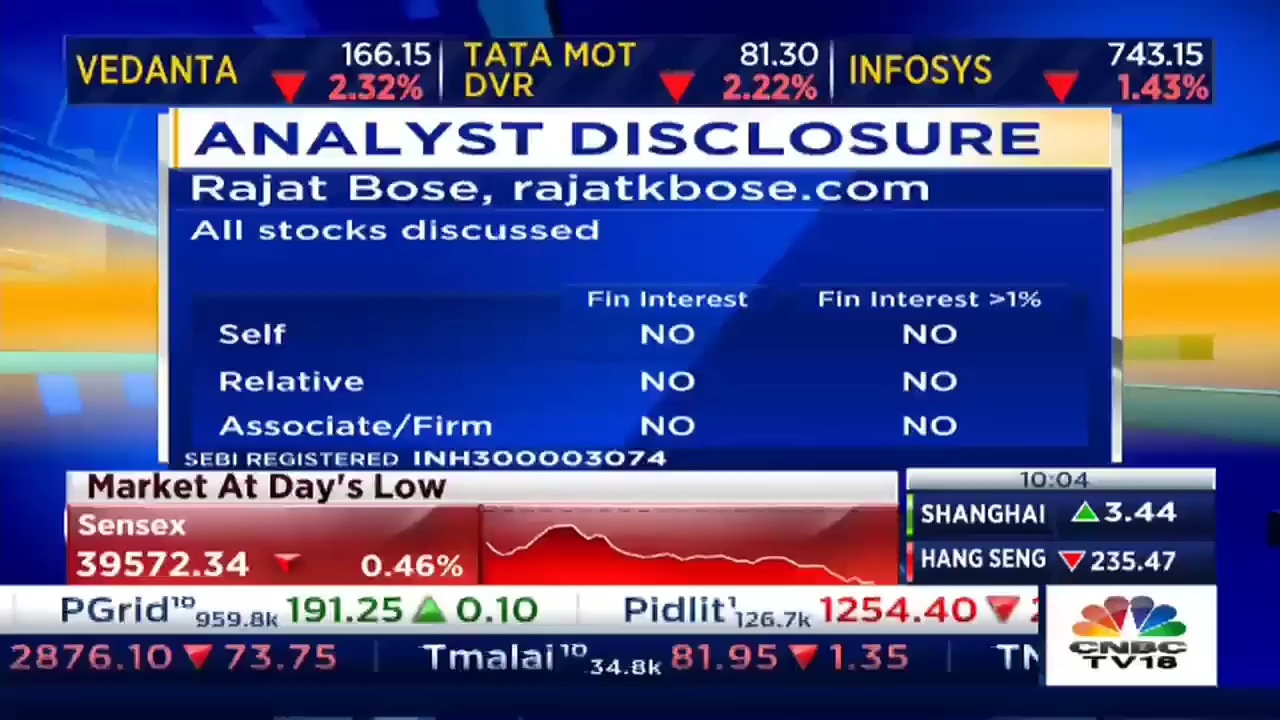 VEDANTA 166.15 2.32% TATA MOT DVR 81.30 2.22% INFOSYS 743.15 1.43%
ANALYST DISCLOSURE
Rajat Bose, rajatkbose.com
All stocks discussed
Fin Interest Fin Interest >1%
Self NO NO
Relative NO NO
Associate/Firm NO NO
SEBI REGISTERED INH300003074
Market At Day's Low
Sensex
39572.34 0.46%
10:04
SHANGHAI 3.44
HANG SENG 235.47
PGrid10 959.8k 191.25 0.10 Pidlit1 126.7k 1254.40
2876.10 73.75 Tmalai10 34.8k 81.95 1.35
CNBC
TV18